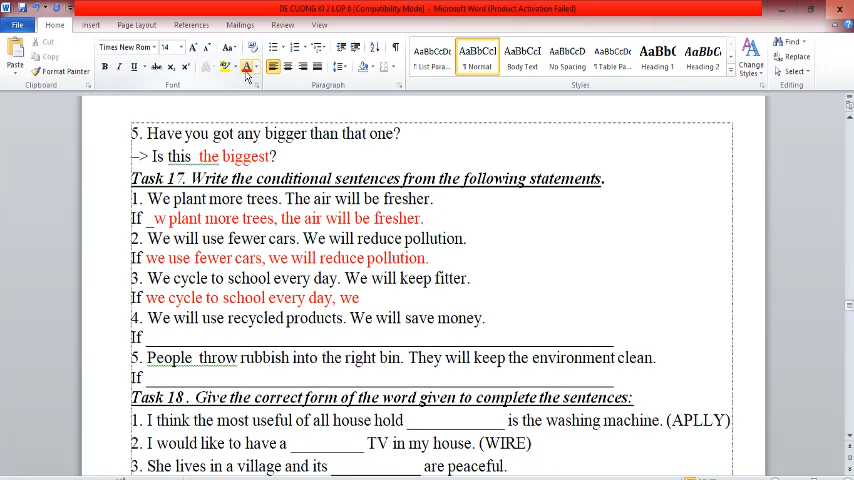 DE CUONG KI 2 LOP 6 [Compatibility Mode] - Microsoft Word (Product Activation Failed)
File Home Insert Page Layout References Mailings Review View
Paste Cut Copy Format Painter
Clipboard
Times New Rom 14
Font
Paragraph
AaBbCcDc AaBbCcI AaBbCcI AaBbCcDc AaBbCcDc AaBbC AaBbCc
¶ List Para... ¶ Normal Body Text No Spacing ¶ Table Pa... Heading 1 Heading 2
Change Styles
Styles
Find Replace Select
Editing
5. Have you got any bigger than that one?
–> Is this the biggest?
Task 17. Write the conditional sentences from the following statements.
1. We plant more trees. The air will be fresher.
If _w plant more trees, the air will be fresher.
2. We will use fewer cars. We will reduce pollution.
If we use fewer cars, we will reduce pollution.
3. We cycle to school every day. We will keep fitter.
If we cycle to school every day, we
4. We will use recycled products. We will save money.
If ____________________
5. People throw rubbish into the right bin. They will keep the environment clean.
If ____________________
Task 18 . Give the correct form of the word given to complete the sentences:
1. I think the most useful of all house hold __________ is the washing machine. (APLLY)
2. I would like to have a ________ TV in my house. (WIRE)
3. She lives in a village and its __________ are peaceful.